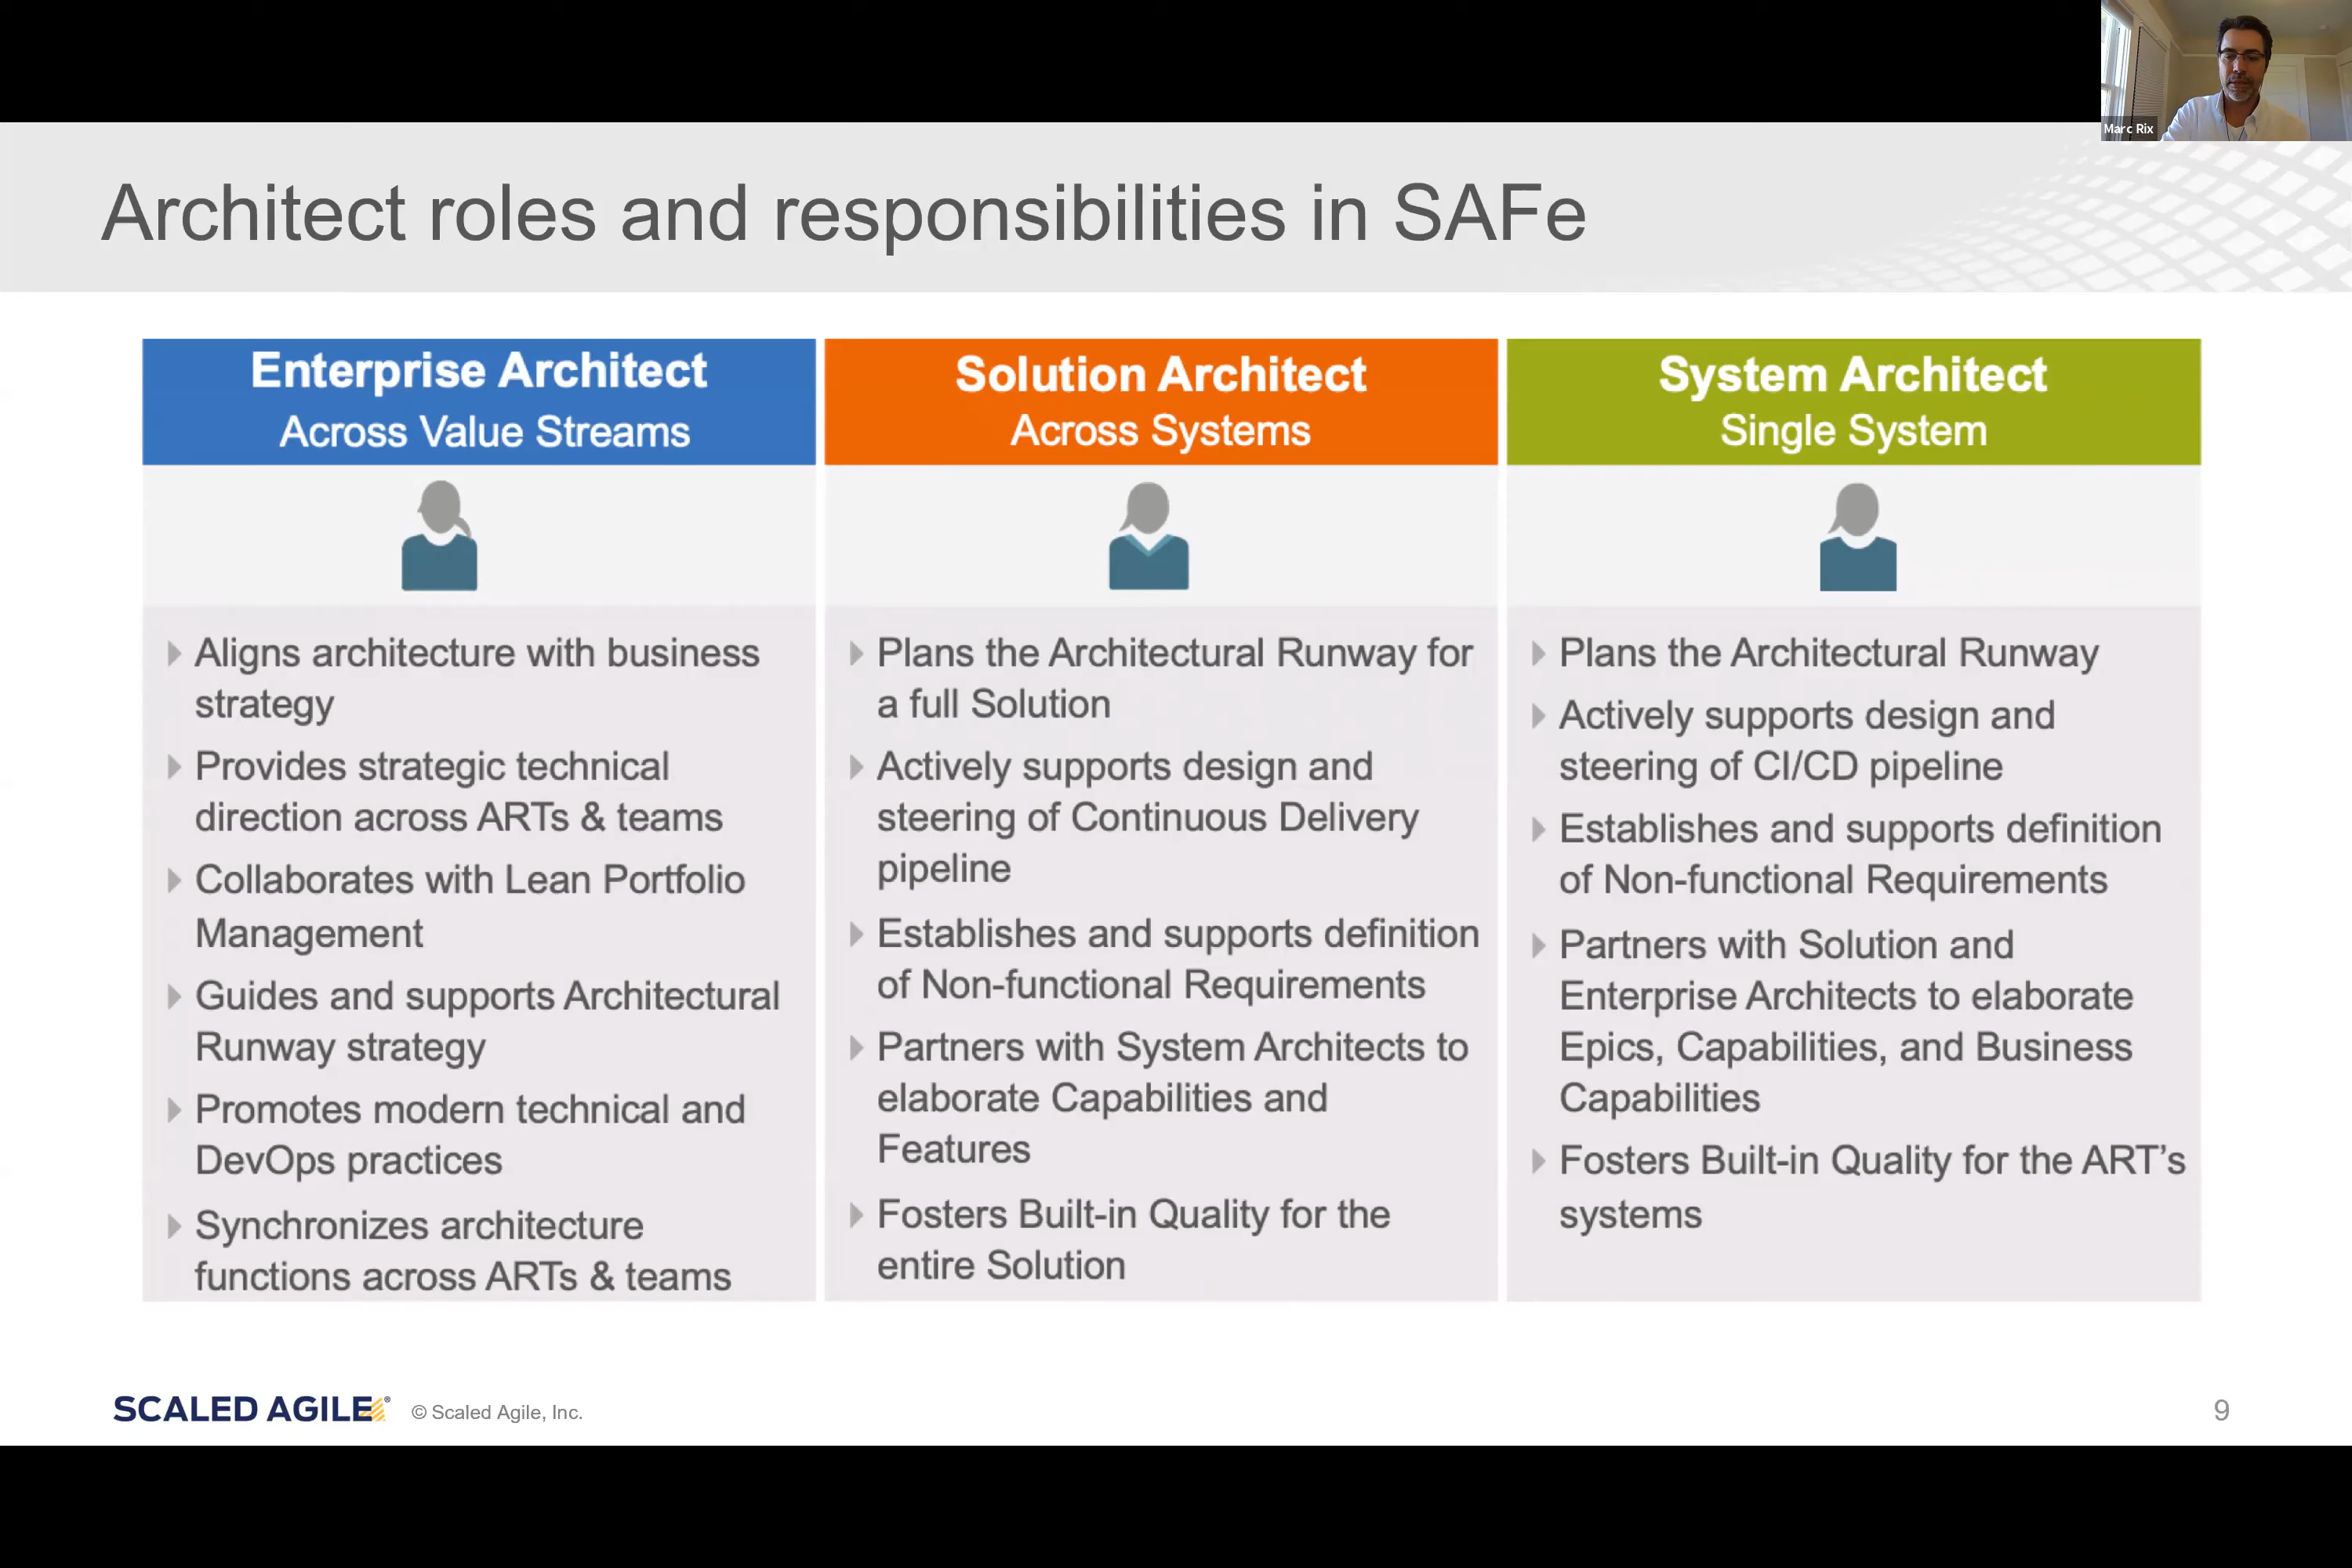 Marc Rix
Architect roles and responsibilities in SAFe
Enterprise Architect
Across Value Streams
Aligns architecture with business
strategy
Provides strategic technical
direction across ARTs & teams
Collaborates with Lean Portfolio
Management
Guides and supports Architectural
Runway strategy
Promotes modern technical and
DevOps practices
Synchronizes architecture
functions across ARTs & teams
Solution Architect
Across Systems
Plans the Architectural Runway for
a full Solution
Actively supports design and
steering of Continuous Delivery
pipeline
Establishes and supports definition
of Non-functional Requirements
Partners with System Architects to
elaborate Capabilities and
Features
Fosters Built-in Quality for the
entire Solution
System Architect
Single System
Plans the Architectural Runway
Actively supports design and
steering of CI/CD pipeline
Establishes and supports definition
of Non-functional Requirements
Partners with Solution and
Enterprise Architects to elaborate
Epics, Capabilities, and Business
Capabilities
Fosters Built-in Quality for the ART’s
systems
SCALED AGILE® © Scaled Agile, Inc.
9